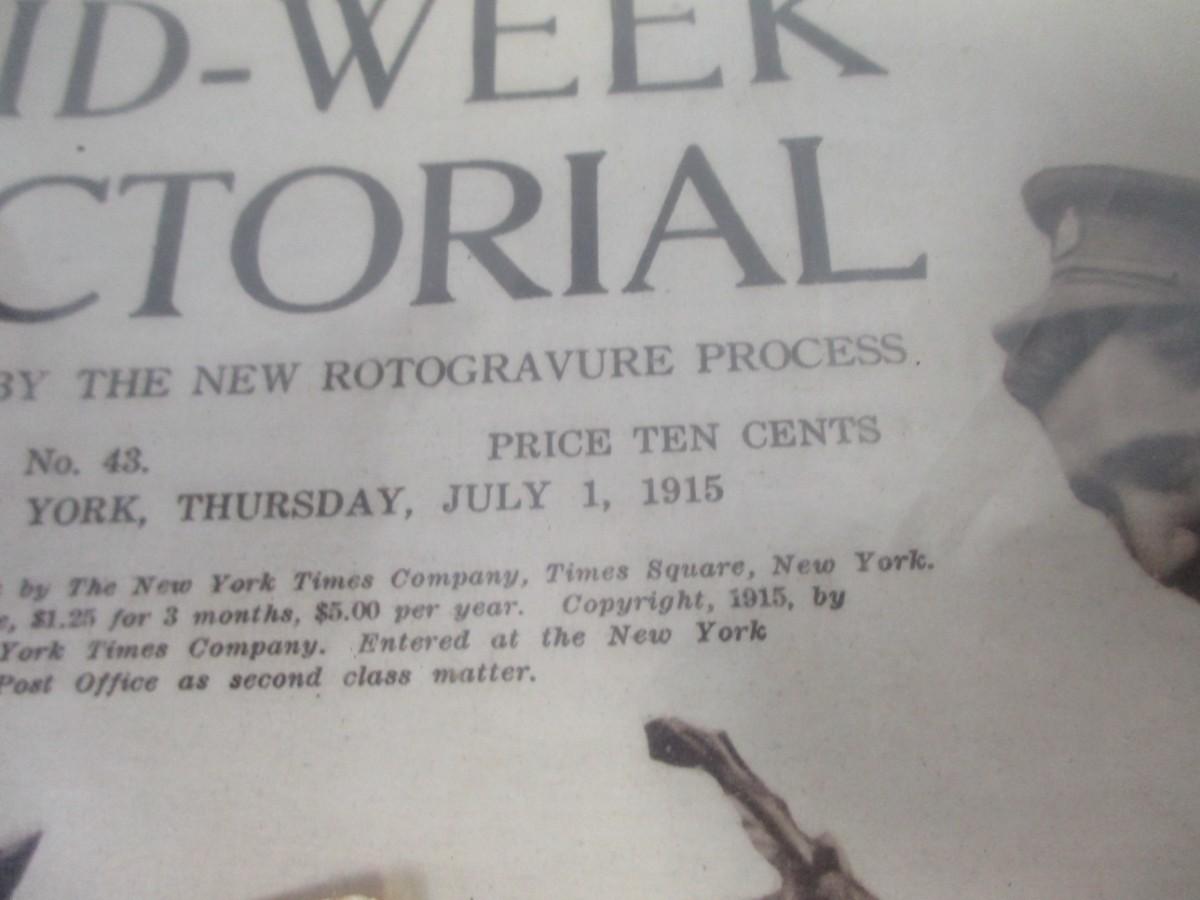 ID-WEEK
CTORIAL
BY THE NEW ROTOGRAVURE PROCESS.
No. 43. PRICE TEN CENTS
YORK, THURSDAY, JULY 1, 1915
by The New York Times Company, Times Square, New York.
e, $1.25 for 3 months, $5.00 per year. Copyright, 1915, by
York Times Company. Entered at the New York
Post Office as second class matter.